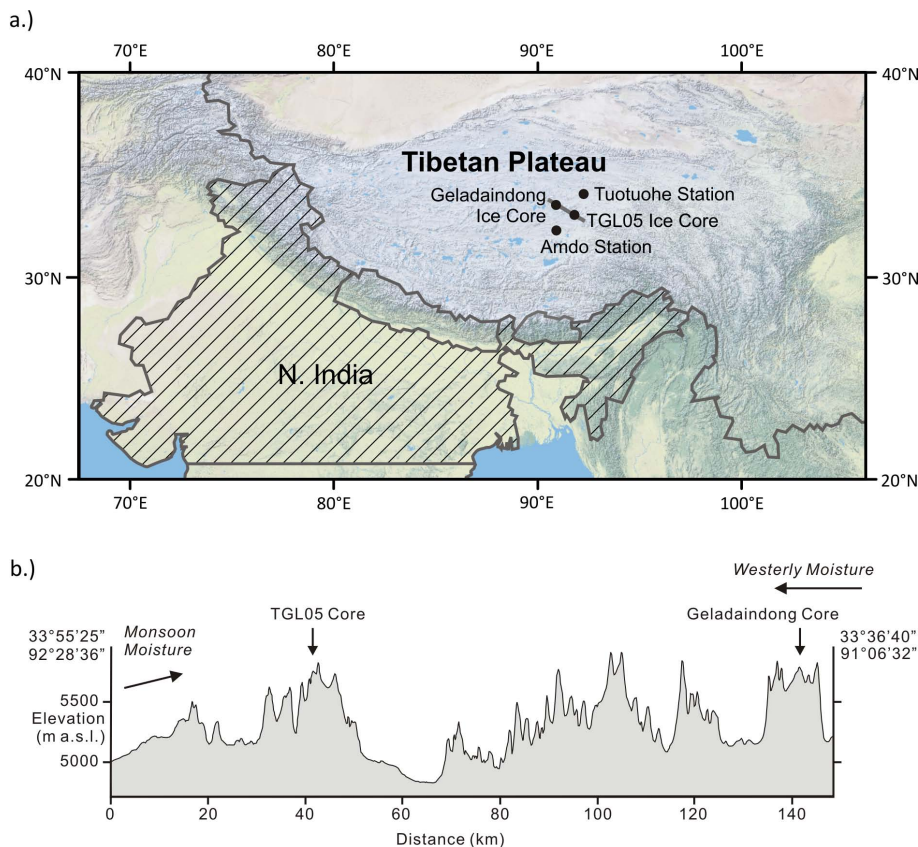 a.)
70°E 80°E 90°E 100°E
40°N 40°N
Tibetan Plateau
Geladaindong
Ice Core
Tuotuohe Station
TGL05 Ice Core
Amdo Station
30°N 30°N
N. India
20°N 20°N
70°E 80°E 90°E 100°E
b.)
Westerly Moisture
TGL05 Core
Geladaindong Core
33°55'25"
92°28'36"
Monsoon
Moisture
33°36'40"
91°06'32"
5500
Elevation
(m a.s.l.)
5000
0 20 40 60 80 100 120 140
Distance (km)